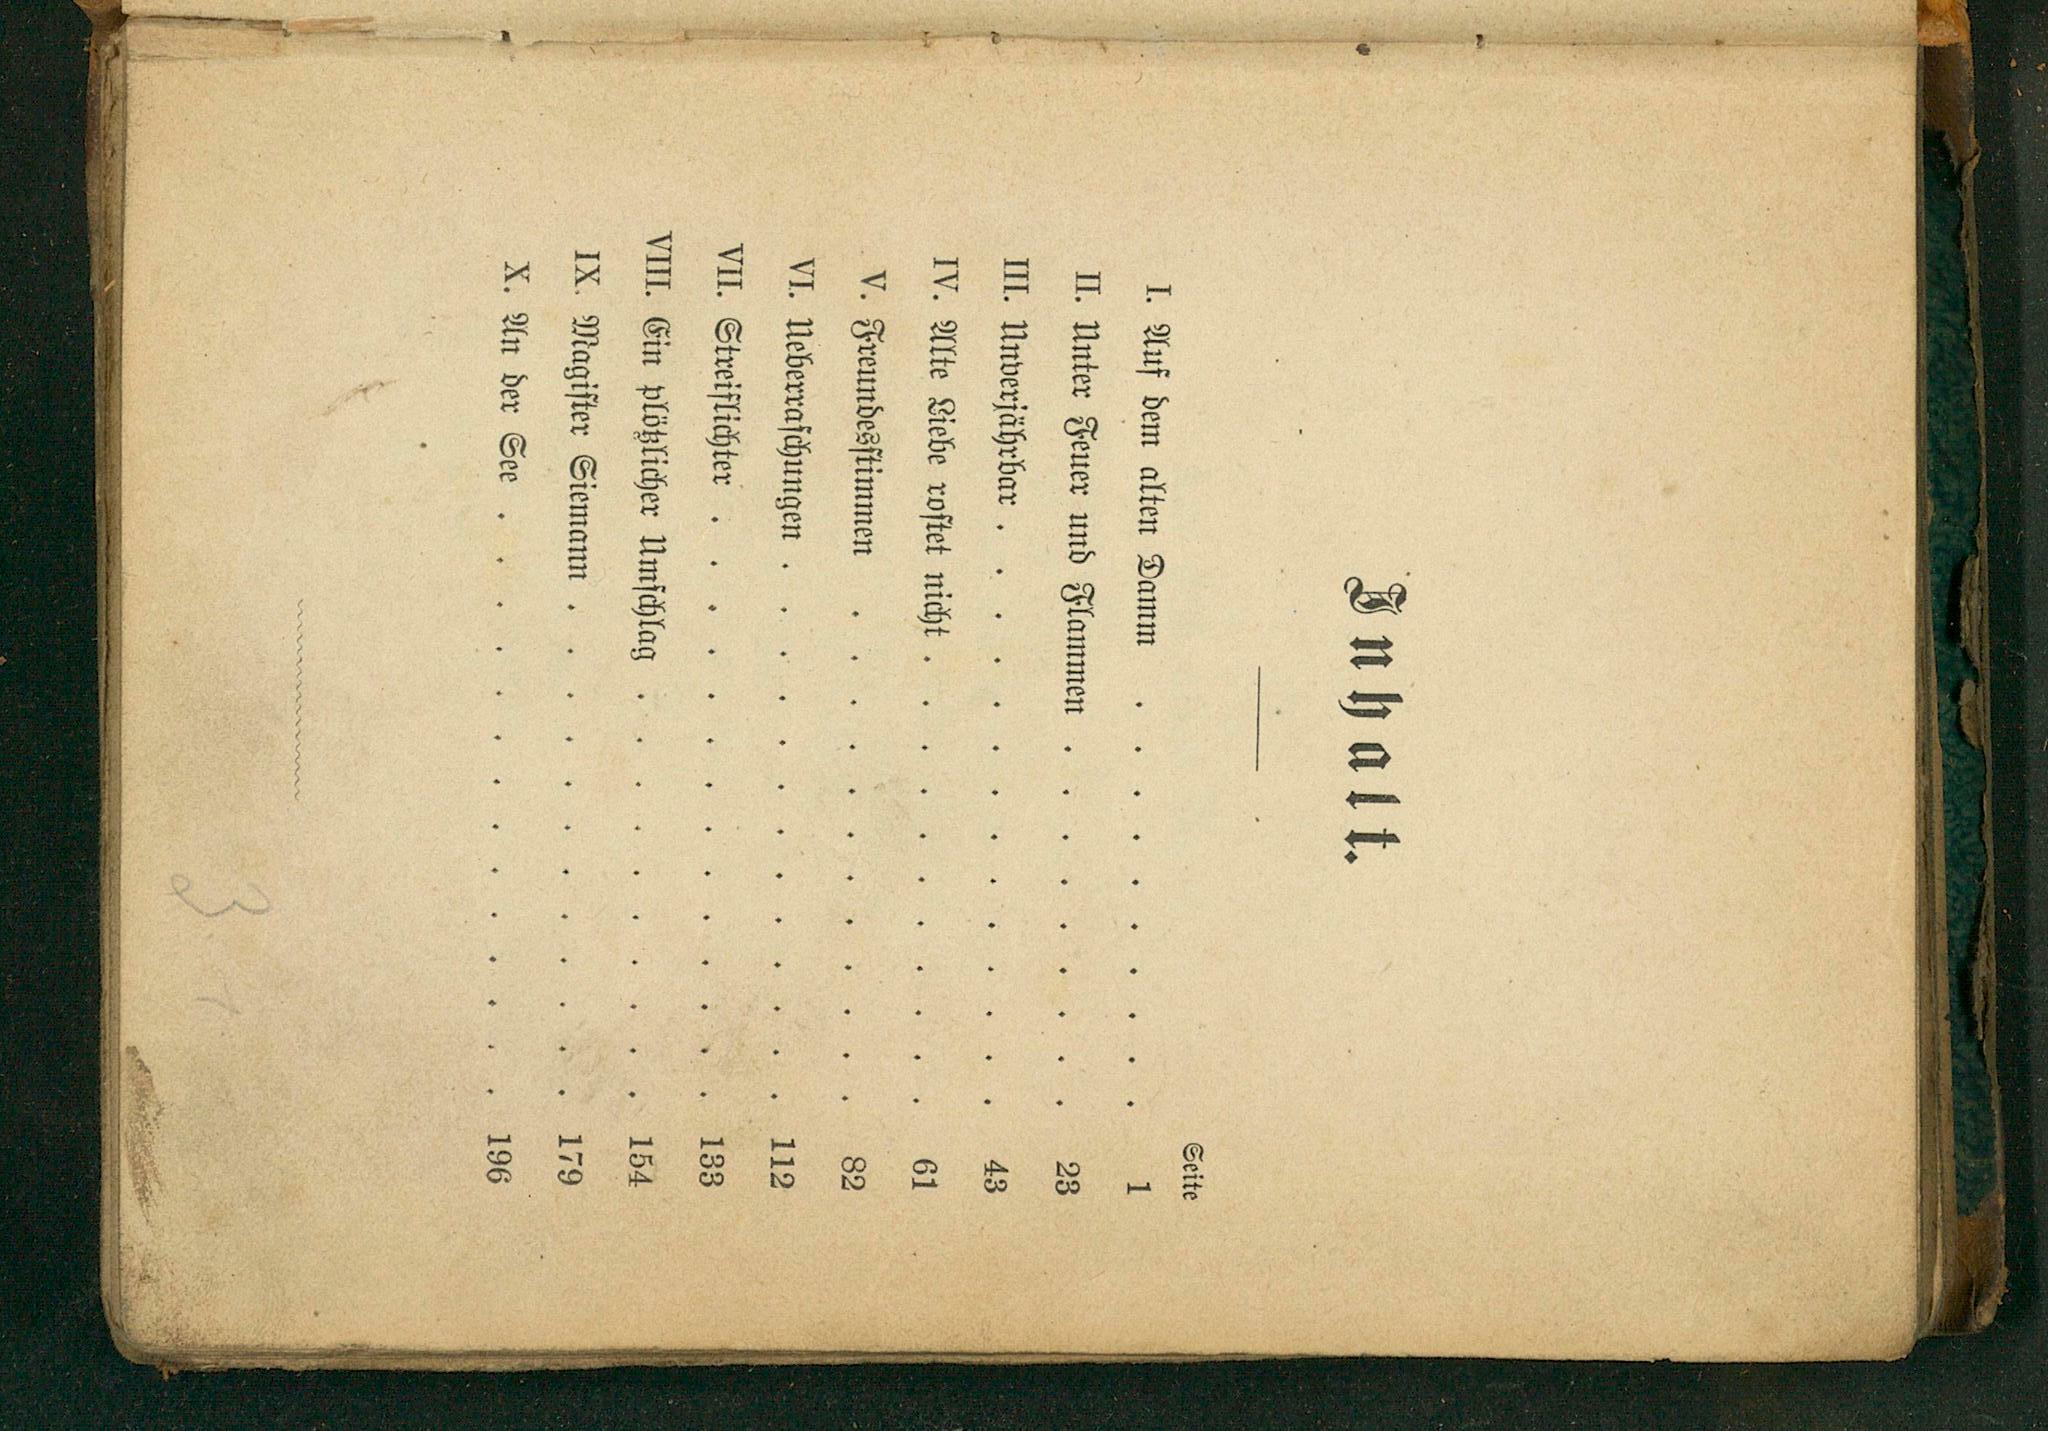 Inhalt.
Seite
I. Auf dem alten Damm . . . . . . . . . . 1
II. Unter Feuer und Flammen . . . . . . . . . 23
III. Unverjährbar . . . . . . . . . . . . . . 43
IV. Alte Liebe rostet nicht . . . . . . . . . . . 61
V. Freundesstimmen . . . . . . . . . . . . 82
VI. Ueberraschungen . . . . . . . . . . . . . 112
VII. Streiflichter . . . . . . . . . . . . . . 133
VIII. Ein plötzlicher Umschlag . . . . . . . . . . 154
IX. Magister Siemann . . . . . . . . . . . . 179
X. An der See . . . . . . . . . . . . . . 196